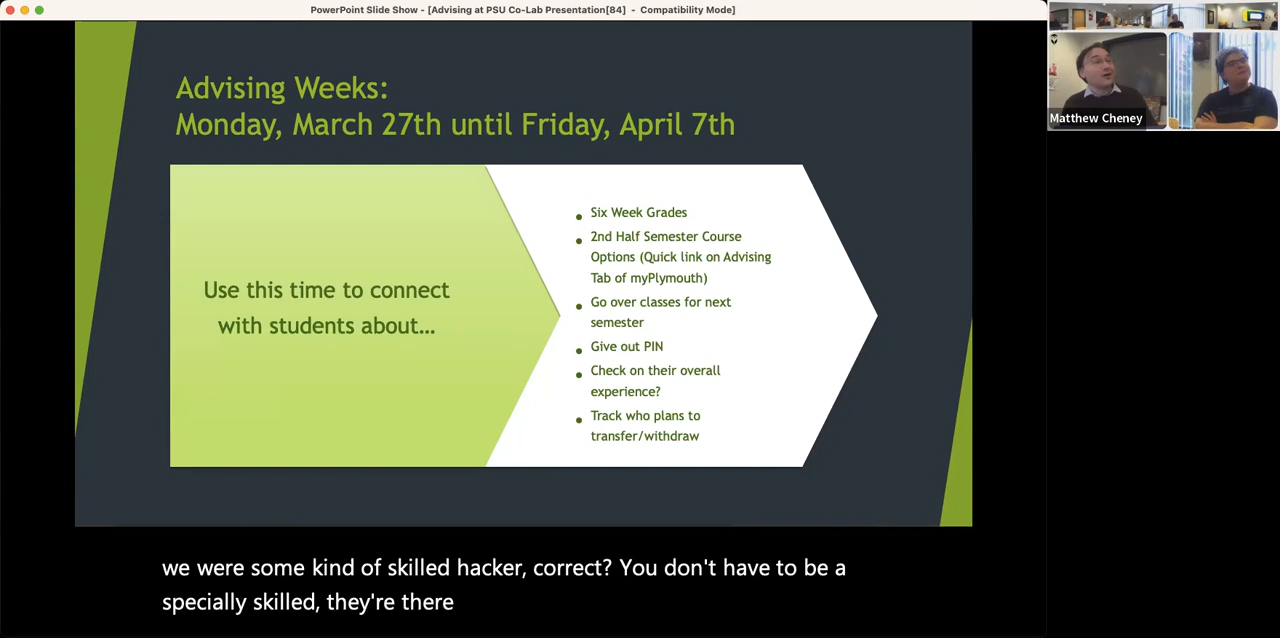 PowerPoint Slide Show - [Advising at PSU Co-Lab Presentation[84] - Compatibility Mode]
Advising Weeks:
Monday, March 27th until Friday, April 7th
Use this time to connect
with students about...
• Six Week Grades
• 2nd Half Semester Course
Options (Quick link on Advising
Tab of myPlymouth)
• Go over classes for next
semester
• Give out PIN
• Check on their overall
experience?
• Track who plans to
transfer/withdraw
Matthew Cheney
we were some kind of skilled hacker, correct? You don't have to be a
specially skilled, they're there